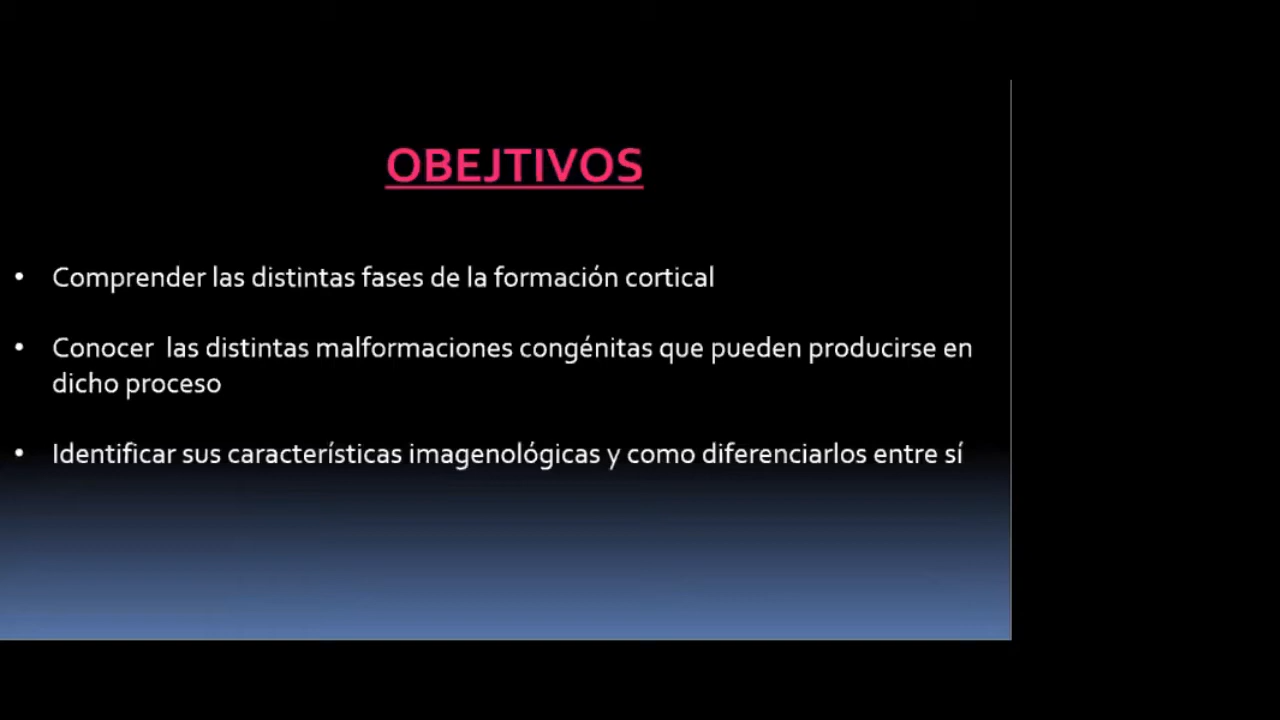 OBEJTIVOS
• Comprender las distintas fases de la formación cortical
• Conocer  las distintas malformaciones congénitas que pueden producirse en
dicho proceso
• Identificar sus características imagenológicas y como diferenciarlos entre sí